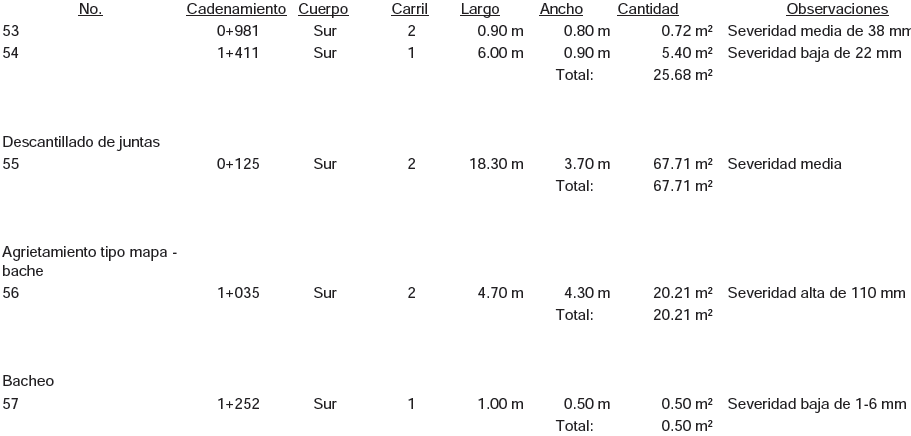 No. Cadenamiento Cuerpo Carril Largo Ancho Cantidad Observaciones
53 0+981 Sur 2 0.90 m 0.80 m 0.72 m² Severidad media de 38 mm
54 1+411 Sur 1 6.00 m 0.90 m 5.40 m² Severidad baja de 22 mm
Total: 25.68 m²
Descantillado de juntas
55 0+125 Sur 2 18.30 m 3.70 m 67.71 m² Severidad media
Total: 67.71 m²
Agrietamiento tipo mapa -
bache
56 1+035 Sur 2 4.70 m 4.30 m 20.21 m² Severidad alta de 110 mm
Total: 20.21 m²
Bacheo
57 1+252 Sur 1 1.00 m 0.50 m 0.50 m² Severidad baja de 1-6 mm
Total: 0.50 m²